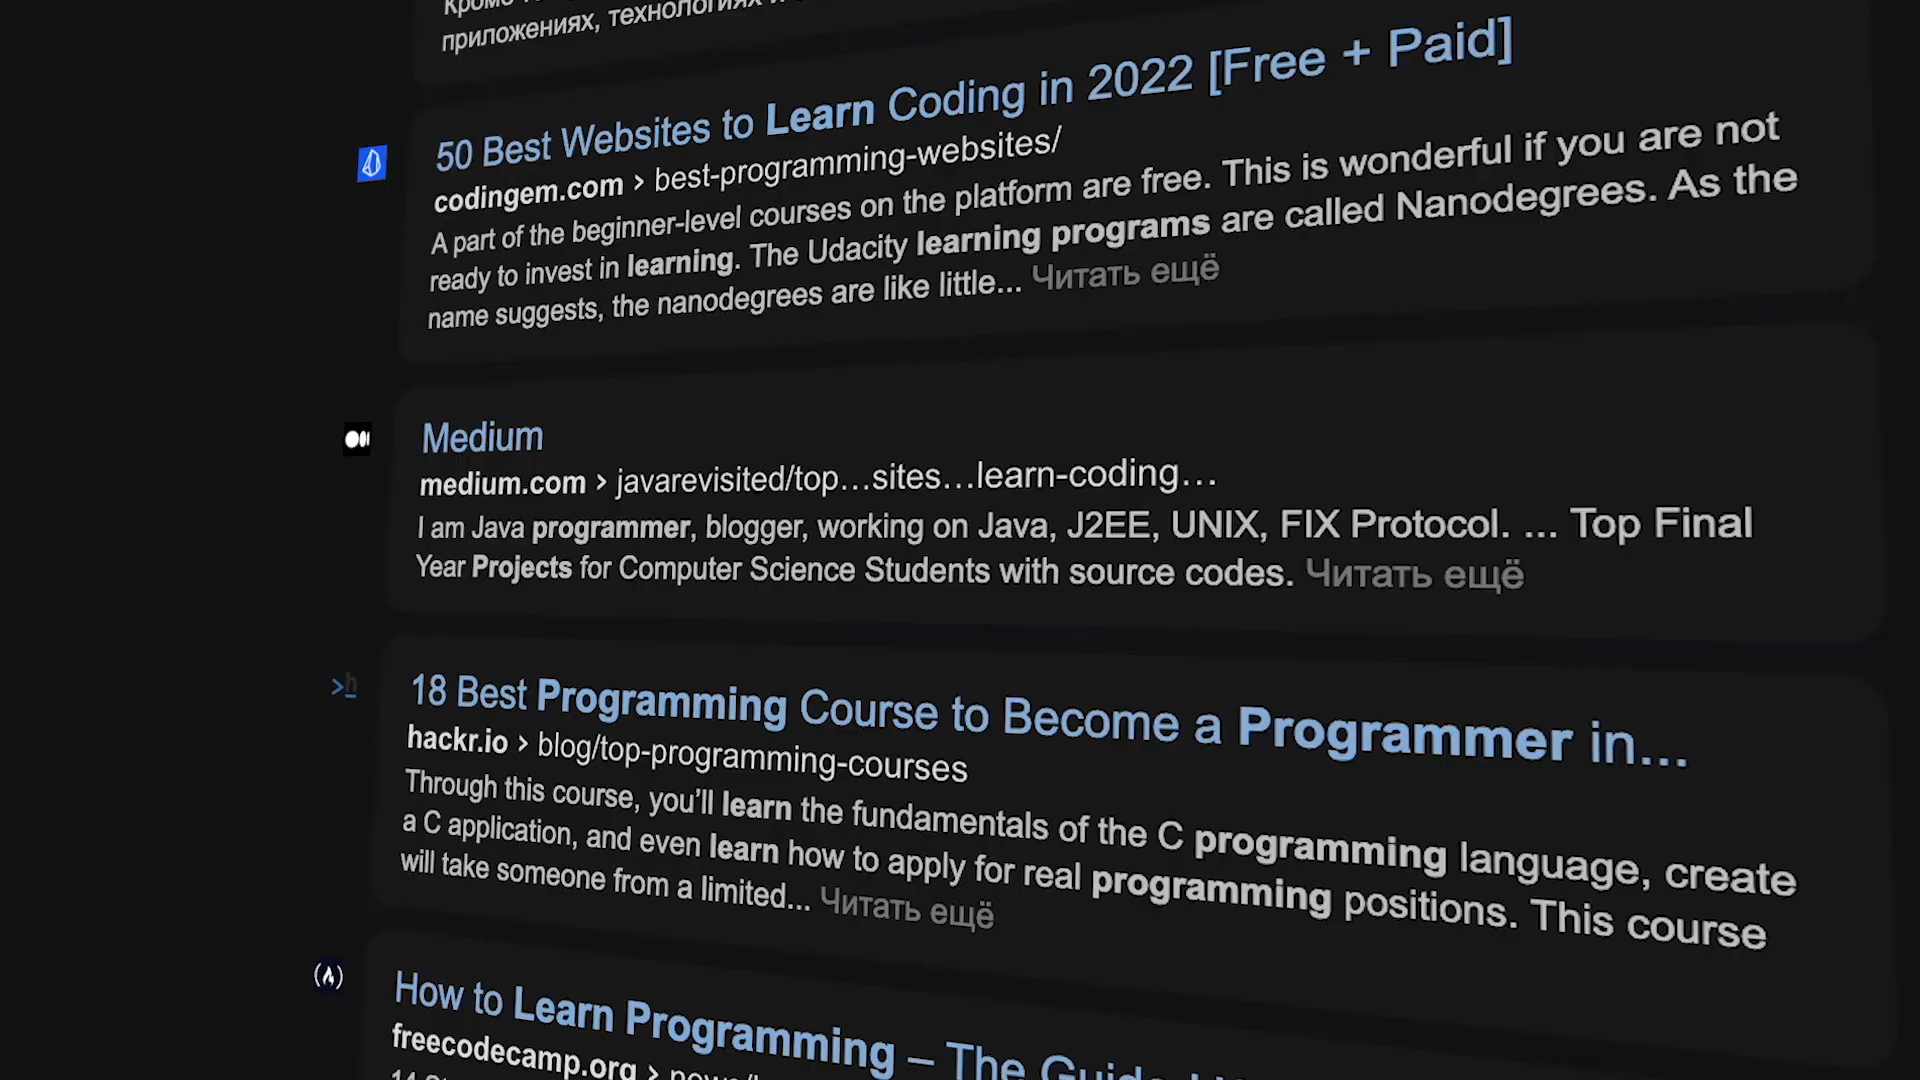 приложениях, технологиях и
50 Best Websites to Learn Coding in 2022 [Free + Paid]
codingem.com › best-programming-websites/
A part of the beginner-level courses on the platform are free. This is wonderful if you are not
ready to invest in learning. The Udacity learning programs are called Nanodegrees. As the
name suggests, the nanodegrees are like little... Читать ещё
Medium
medium.com › javarevisited/top…sites…learn-coding…
I am Java programmer, blogger, working on Java, J2EE, UNIX, FIX Protocol. ... Top Final
Year Projects for Computer Science Students with source codes. Читать ещё
>h
18 Best Programming Course to Become a Programmer in...
hackr.io › blog/top-programming-courses
Through this course, you'll learn the fundamentals of the C programming language, create
a C application, and even learn how to apply for real programming positions. This course
will take someone from a limited... Читать ещё
How to Learn Programming – The Guide
freecodecamp.org ›